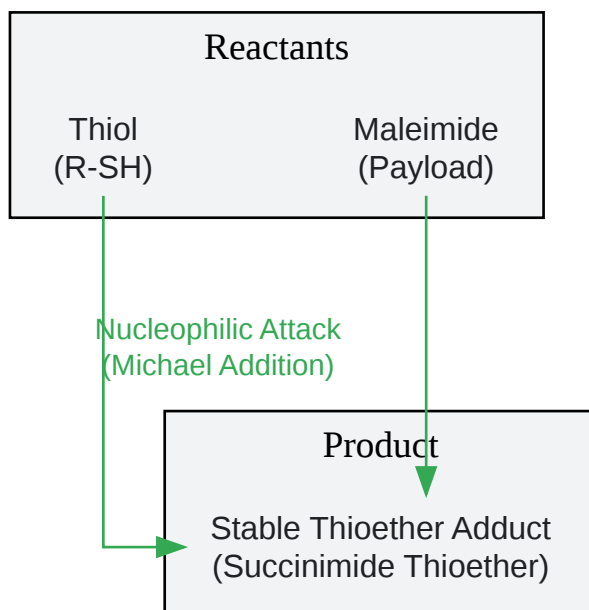 Reactants
Thiol
(R-SH)
Maleimide
(Payload)
Nucleophilic Attack
(Michael Addition)
Product
Stable Thioether Adduct
(Succinimide Thioether)